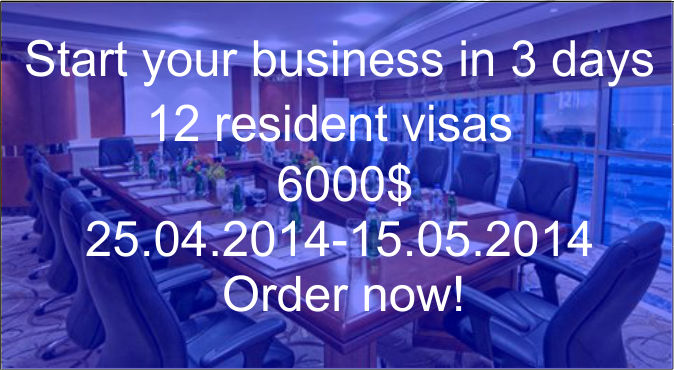 Start your business in 3 days
12 resident visas
6000$
25.04.2014-15.05.2014
Order now!